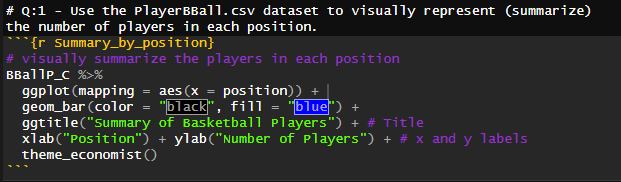 # Q:1 - Use the PlayerBBall.csv dataset to visually represent (summarize)
the number of players in each position.
```{r Summary_by_position}
# visually summarize the players in each position
BBallP_C %>%
ggplot(mapping = aes(x = position)) +
geom_bar(color = "black", fill = "blue") +
ggtitle("Summary of Basketball Players") + # Title
xlab("Position") + ylab("Number of Players") + # x and y labels
theme_economist()
```